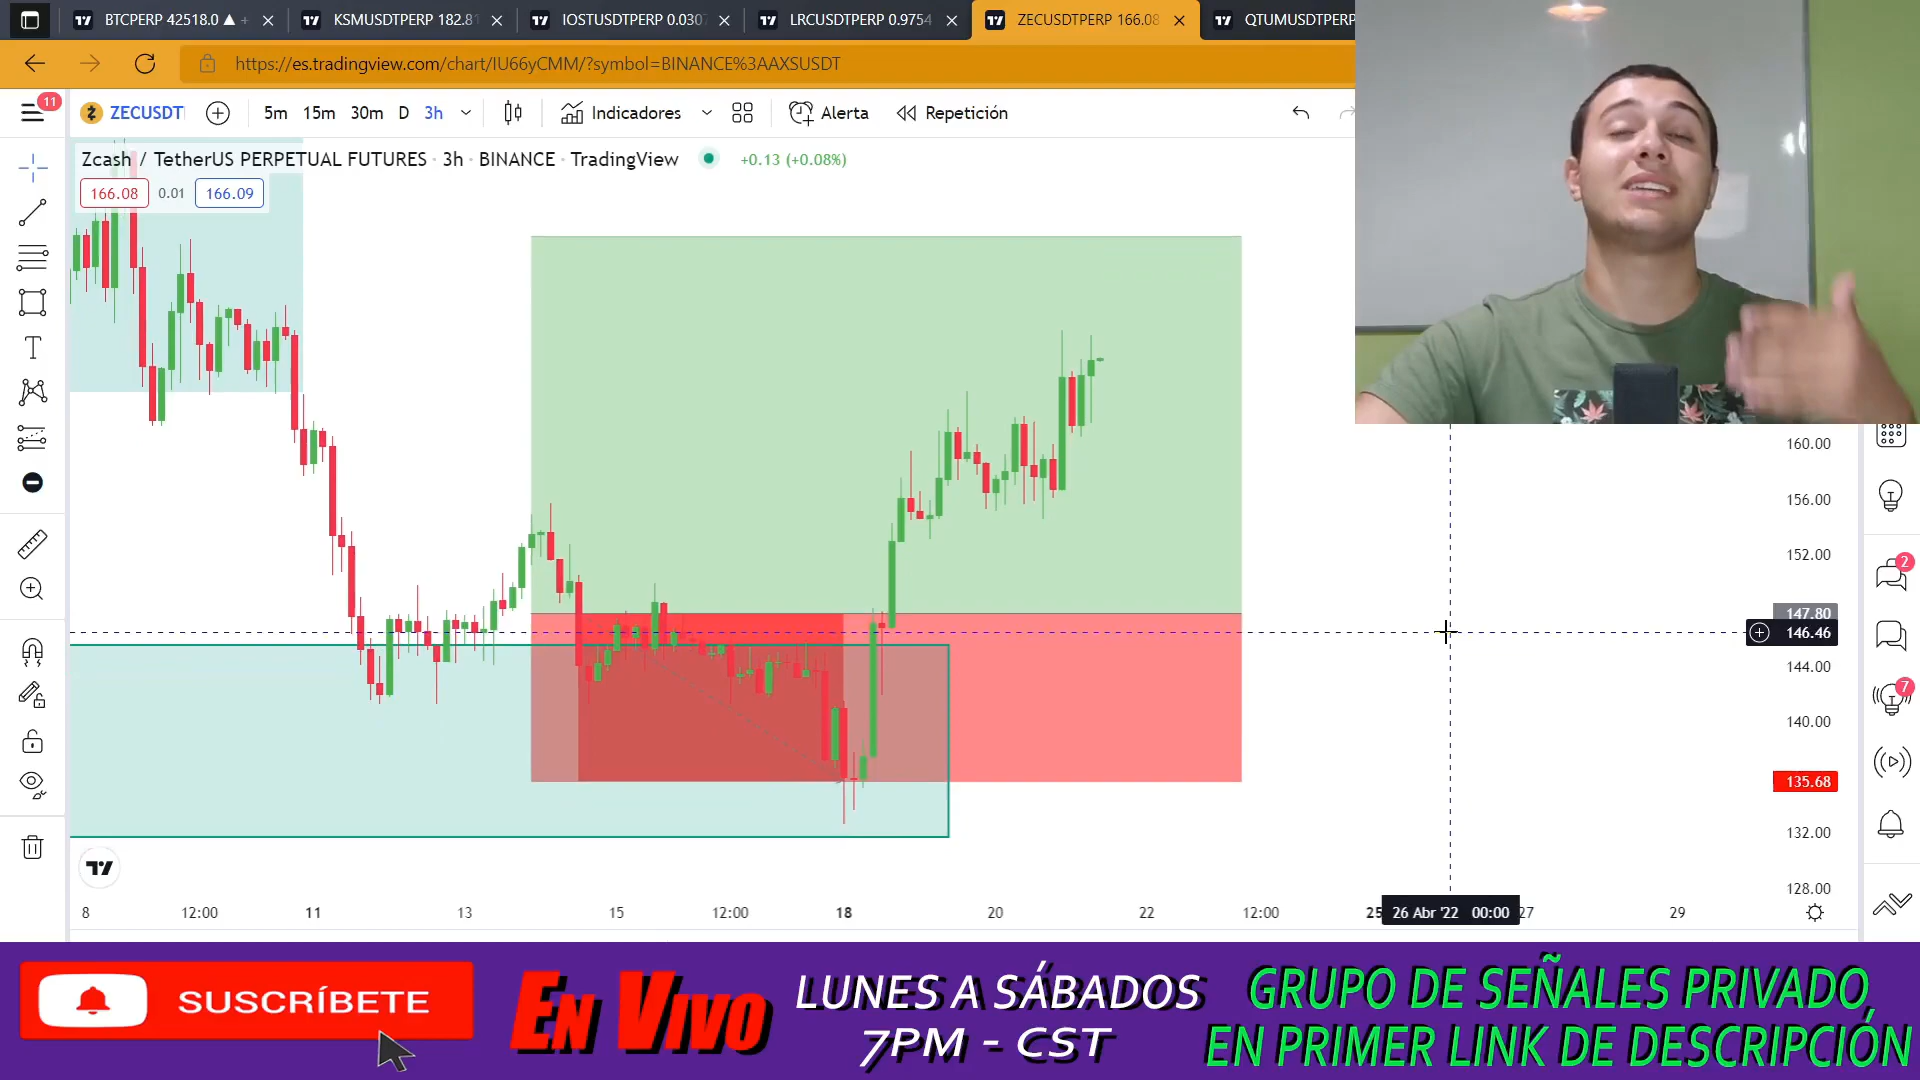 BTCPERP 42518.0 ▲ +
KSMUSDTPERP 182.81
IOSTUSDTPERP 0.0307
LRCUSDTPERP 0.9754
ZECUSDTPERP 166.08
QTUMUSDTPERP
https://es.tradingview.com/chart/IU66yCMM/?symbol=BINANCE%3AAXSUSDT
11
ZECUSDT
5m 15m 30m D 3h
Indicadores
Alerta
Repetición
Zcash / TetherUS PERPETUAL FUTURES · 3h · BINANCE · TradingView
+0.13 (+0.08%)
166.08 0.01 166.09
160.00
156.00
152.00
147.80
146.46
144.00
140.00
135.68
132.00
128.00
2
7
8 12:00 11 13 15 12:00 18 20 22 12:00 25 26 Abr '22 00:00 27 29
SUSCRÍBETE
En Vivo
LUNES A SÁBADOS
7PM - CST
GRUPO DE SEÑALES PRIVADO
EN PRIMER LINK DE DESCRIPCIÓN